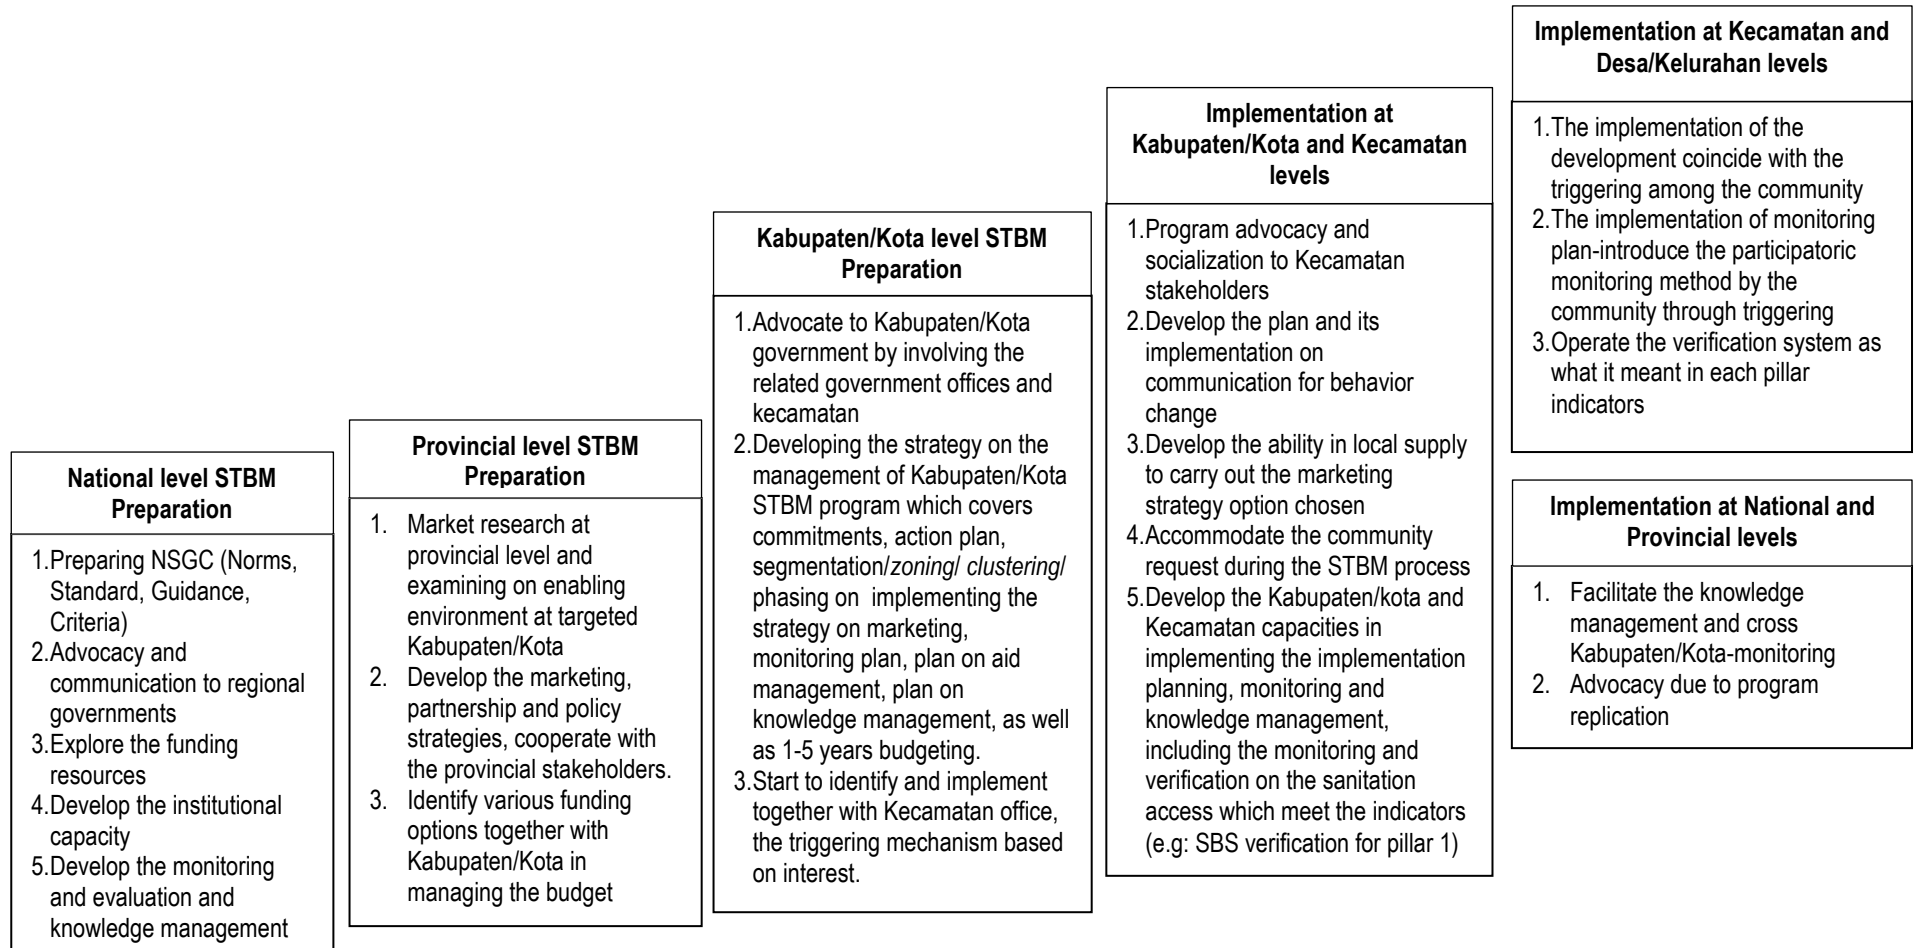 National level STBM
Preparation
1.Preparing NSGC (Norms,
Standard, Guidance,
Criteria)
2.Advocacy and
communication to regional
governments
3.Explore the funding
resources
4.Develop the institutional
capacity
5.Develop the monitoring
and evaluation and
knowledge management
Provincial level STBM
Preparation
1. Market research at
provincial level and
examining on enabling
environment at targeted
Kabupaten/Kota
2. Develop the marketing,
partnership and policy
strategies, cooperate with
the provincial stakeholders.
3. Identify various funding
options together with
Kabupaten/Kota in
managing the budget
Kabupaten/Kota level STBM
Preparation
1.Advocate to Kabupaten/Kota
government by involving the
related government offices and
kecamatan
2.Developing the strategy on the
management of Kabupaten/Kota
STBM program which covers
commitments, action plan,
segmentation/zoning/ clustering/
phasing on implementing the
strategy on marketing,
monitoring plan, plan on aid
management, plan on
knowledge management, as well
as 1-5 years budgeting.
3.Start to identify and implement
together with Kecamatan office,
the triggering mechanism based
on interest.
Implementation at
Kabupaten/Kota and Kecamatan
levels
1.Program advocacy and
socialization to Kecamatan
stakeholders
2.Develop the plan and its
implementation on
communication for behavior
change
3.Develop the ability in local supply
to carry out the marketing
strategy option chosen
4.Accommodate the community
request during the STBM process
5.Develop the Kabupaten/kota and
Kecamatan capacities in
implementing the implementation
planning, monitoring and
knowledge management,
including the monitoring and
verification on the sanitation
access which meet the indicators
(e.g: SBS verification for pillar 1)
Implementation at Kecamatan and
Desa/Kelurahan levels
1.The implementation of the
development coincide with the
triggering among the community
2.The implementation of monitoring
plan-introduce the participatoric
monitoring method by the
community through triggering
3.Operate the verification system as
what it meant in each pillar
indicators
Implementation at National and
Provincial levels
1. Facilitate the knowledge
management and cross
Kabupaten/Kota-monitoring
2. Advocacy due to program
replication